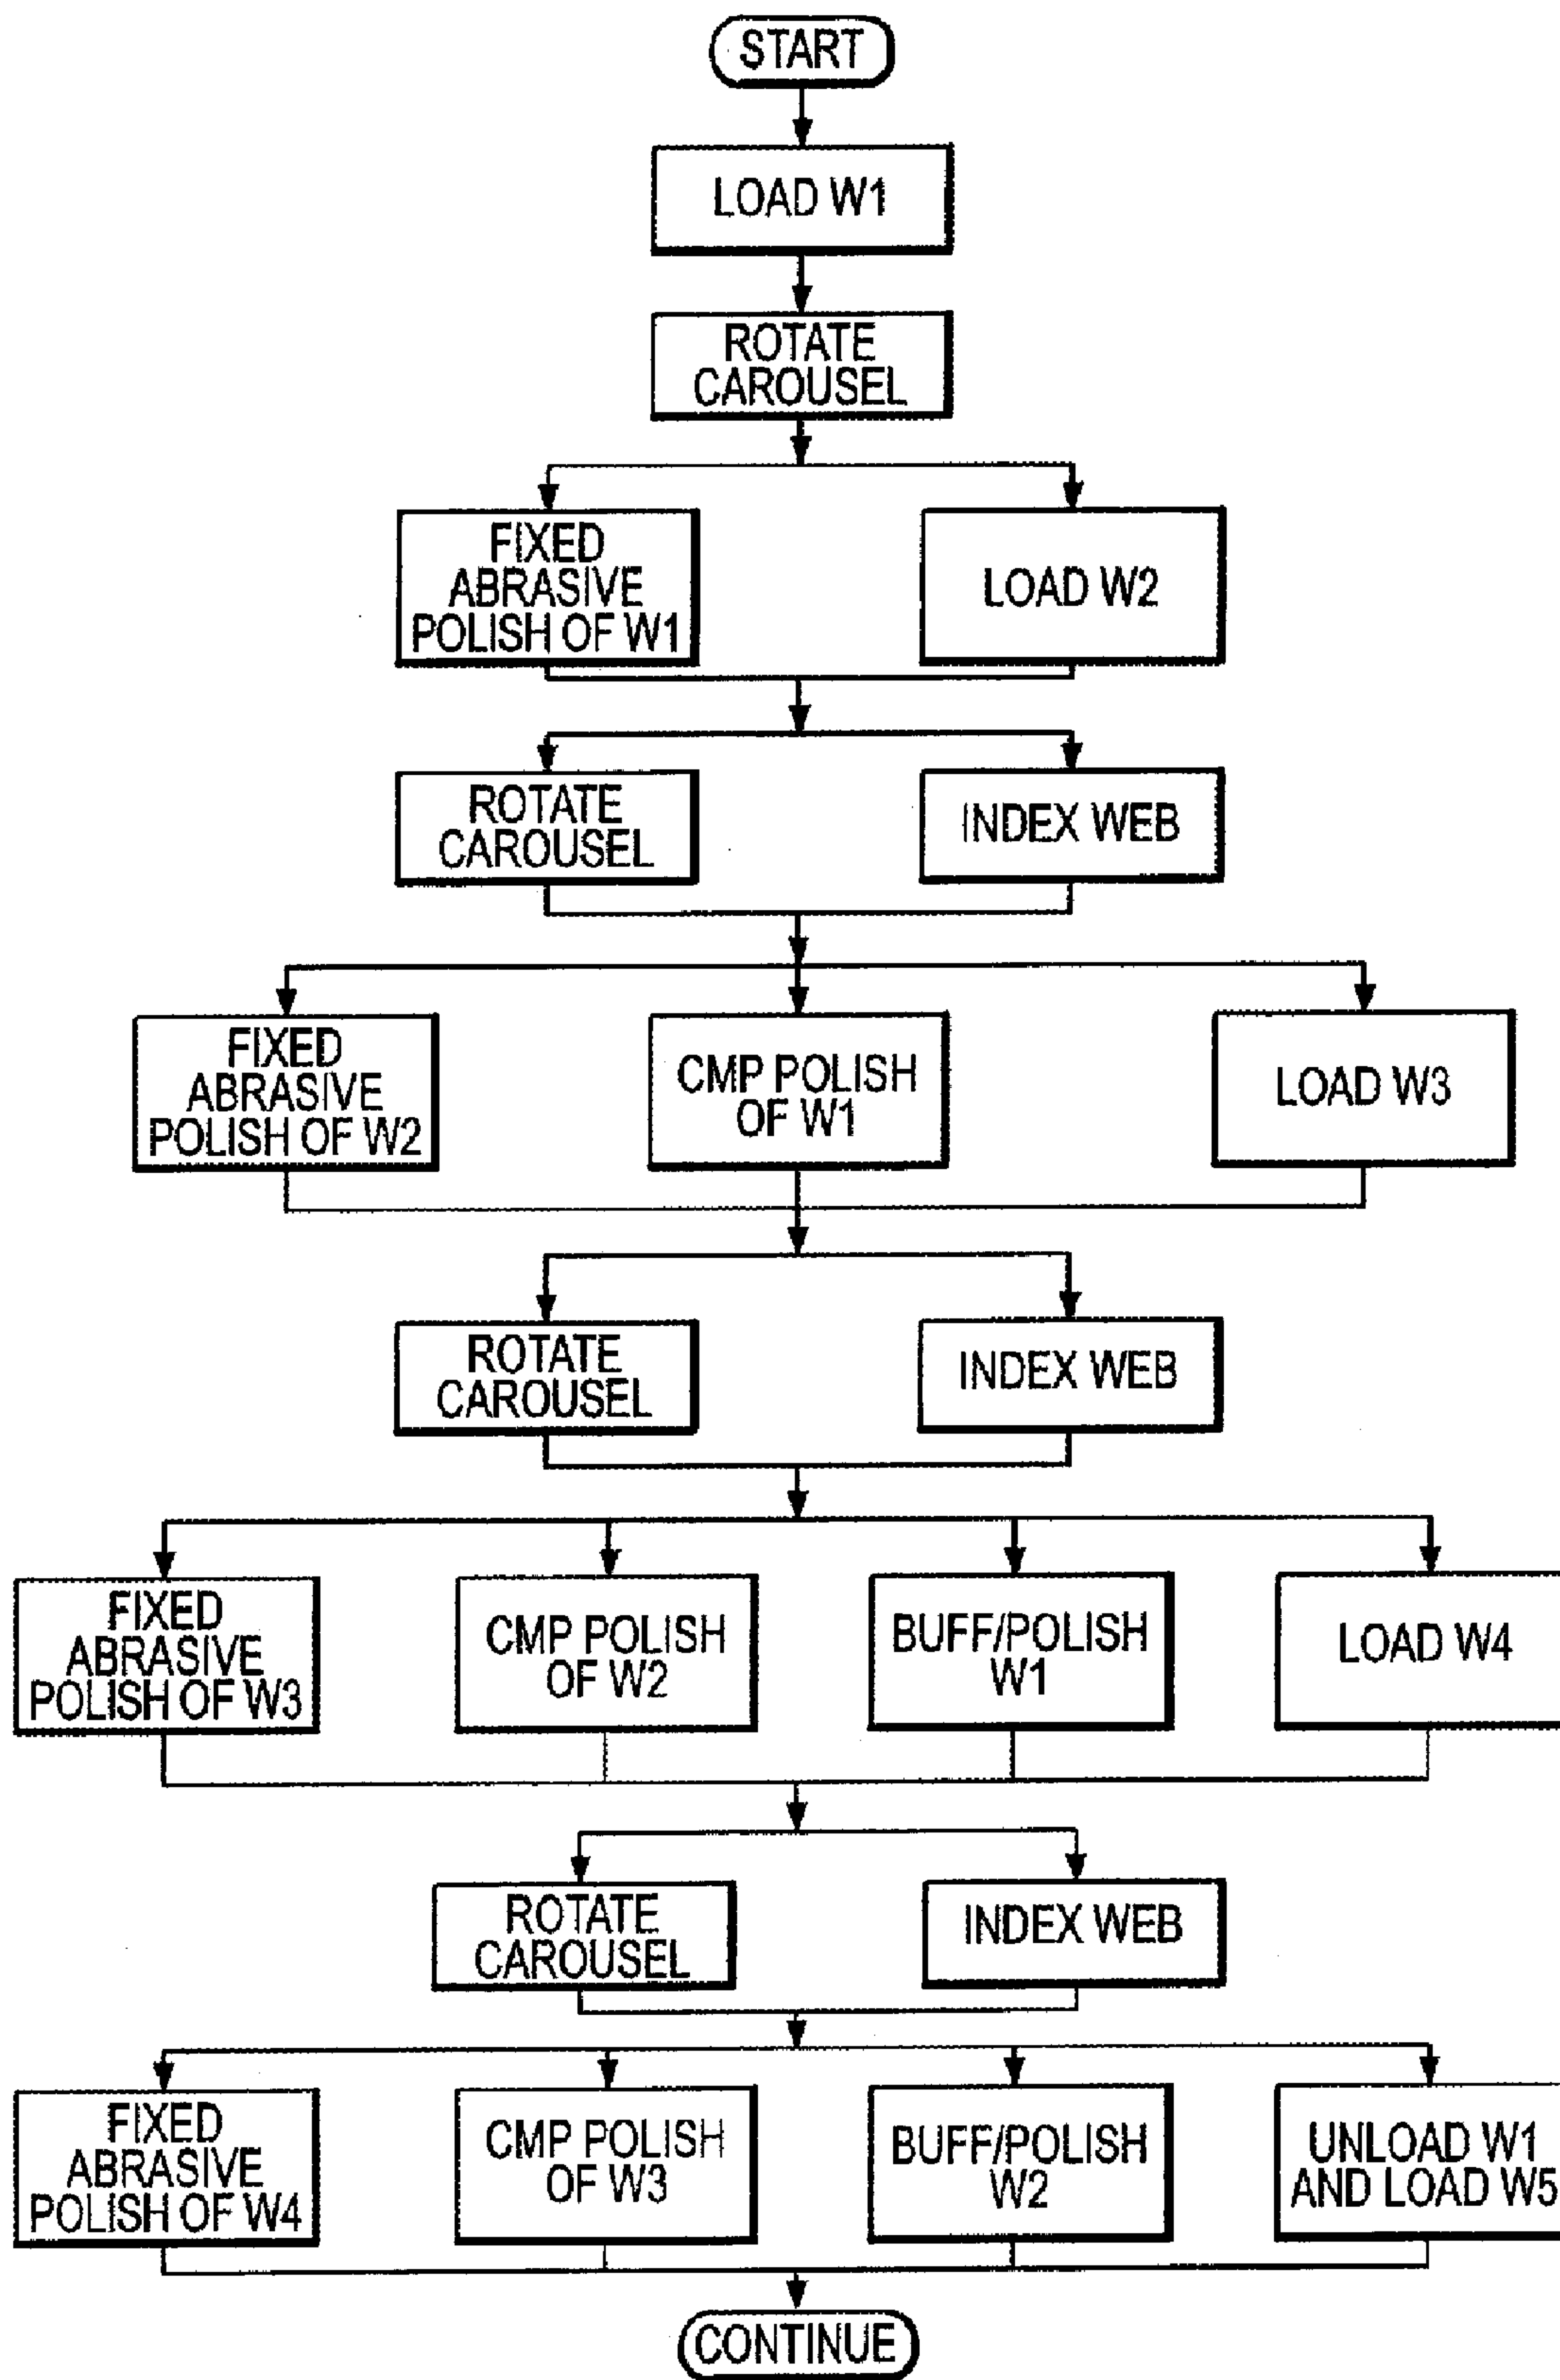 START
LOAD W1
ROTATE
CAROUSEL
FIXED
ABRASIVE
POLISH OF W1
LOAD W2
ROTATE
CAROUSEL
INDEX WEB
FIXED
ABRASIVE
POLISH OF W2
CMP POLISH
OF W1
LOAD W3
ROTATE
CAROUSEL
INDEX WEB
FIXED
ABRASIVE
POLISH OF W3
CMP POLISH
OF W2
BUFF/POLISH
W1
LOAD W4
ROTATE
CAROUSEL
INDEX WEB
FIXED
ABRASIVE
POLISH OF W4
CMP POLISH
OF W3
BUFF/POLISH
W2
UNLOAD W1
AND LOAD W5
CONTINUE